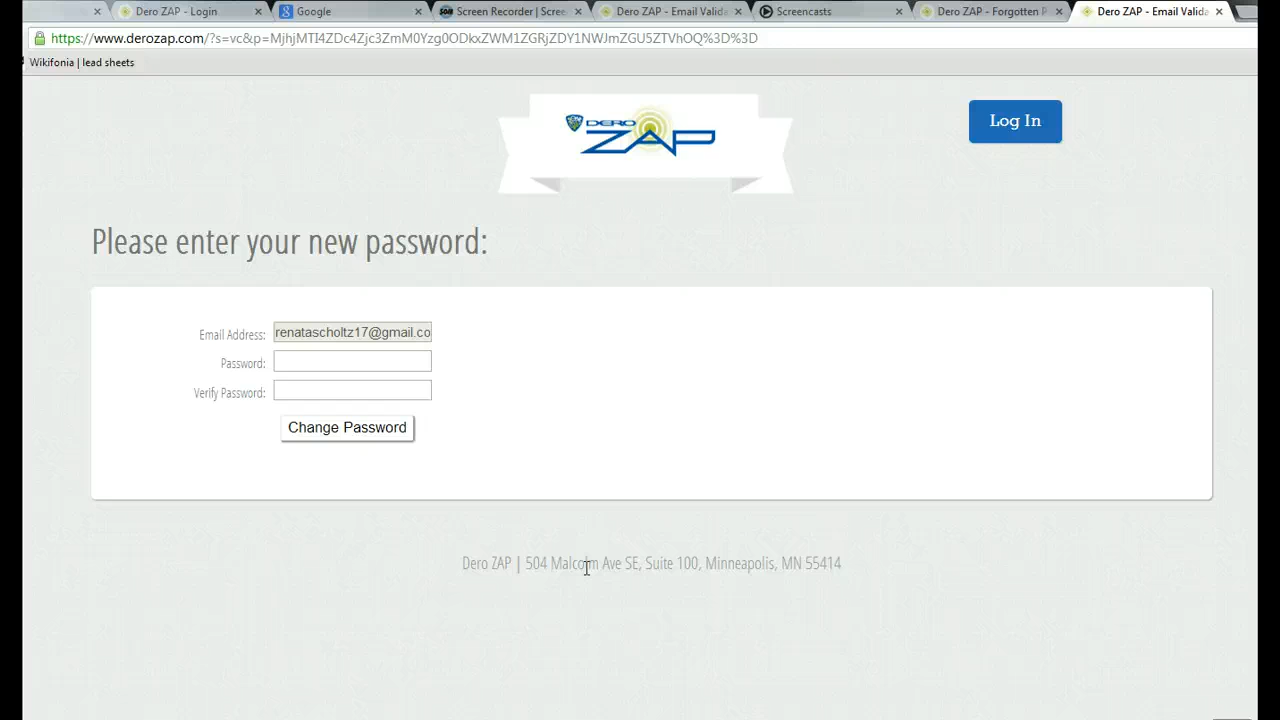 Dero ZAP - Login
Google
Screen Recorder | Scree
Dero ZAP - Email Valida
Screencasts
Dero ZAP - Forgotten P
Dero ZAP - Email Valida
https://www.derozap.com/?s=vc&p=MjhjMTI4ZDc4Zjc3ZmM0Yzg0ODkxZWM1ZGRjZDY1NWJmZGU5ZTVhOQ%3D%3D
Wikifonia | lead sheets
DERO
ZAP
Log In
Please enter your new password:
Email Address: renatascholtz17@gmail.co
Password:
Verify Password:
Change Password
Dero ZAP | 504 Malcolm Ave SE, Suite 100, Minneapolis, MN 55414